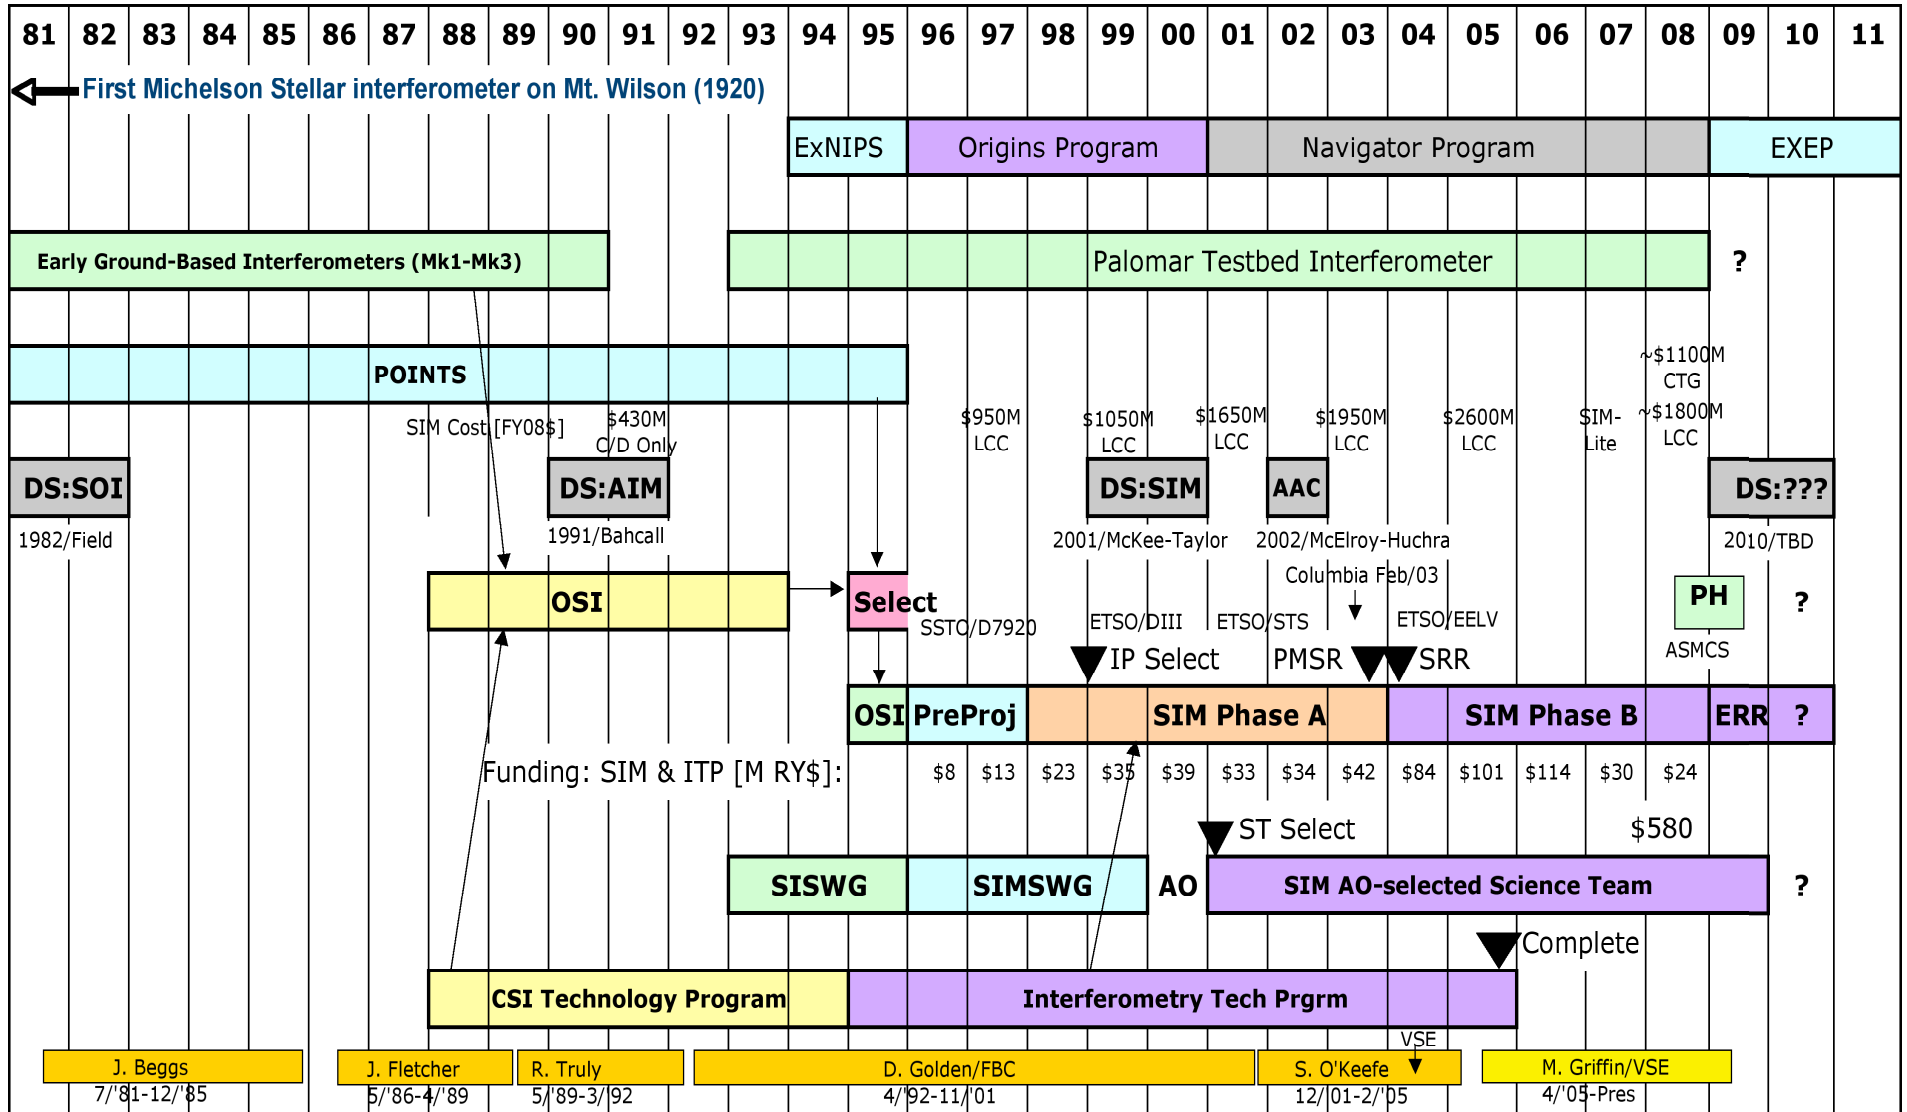 81 82 83 84 85 86 87 88 89 90 91 92 93 94 95 96 97 98 99 00 01 02 03 04 05 06 07 08 09 10 11
First Michelson Stellar interferometer on Mt. Wilson (1920)
ExNIPS Origins Program Navigator Program EXEP
Early Ground-Based Interferometers (Mk1-Mk3) Palomar Testbed Interferometer ?
~$1100M
CTG
POINTS
SIM Cost [FY08$] $430M $950M $1050M $1650M $1950M $2600M SIM- ~$1800M
C/D Only LCC LCC LCC LCC LCC Lite LCC
DS:SOI DS:AIM DS:SIM AAC DS:???
1982/Field 1991/Bahcall 2001/McKee-Taylor 2002/McElroy-Huchra 2010/TBD
Columbia Feb/03
OSI Select PH ?
SSTO/D7920 ETSO/DIII ETSO/STS ETSO/EELV
ASMCS
IP Select PMSR SRR
OSI PreProj SIM Phase A SIM Phase B ERR ?
Funding: SIM & ITP [M RY$]: $8 $13 $23 $35 $39 $33 $34 $42 $84 $101 $114 $30 $24
ST Select $580
SISWG SIMSWG AO SIM AO-selected Science Team ?
Complete
CSI Technology Program Interferometry Tech Prgrm
VSE
J. Beggs J. Fletcher R. Truly D. Golden/FBC S. O'Keefe M. Griffin/VSE
7/'81-12/'85 5/'86-4/'89 5/'89-3/'92 4/'92-11/'01 12/'01-2/'05 4/'05-Pres